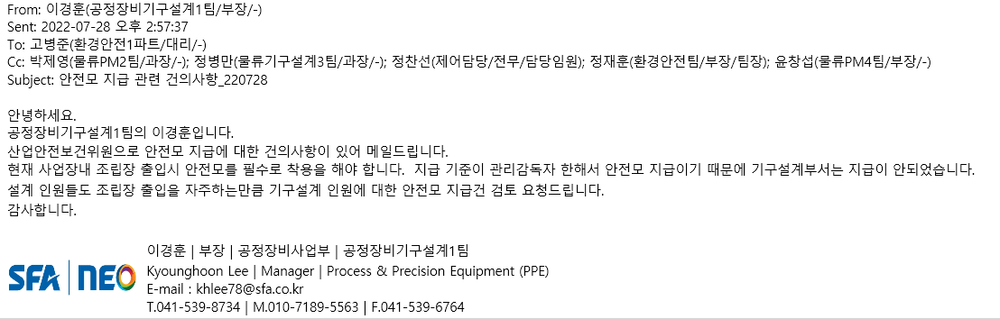 From: 이경훈(공정장비기구설계1팀/부장/-)
Sent: 2022-07-28 오후 2:57:37
To: 고병준(환경안전1파트/대리/-)
Cc: 박제영(물류PM2팀/과장/-); 정병만(물류기구설계3팀/과장/-); 정찬선(제어담당/전무/담당임원); 정재훈(환경안전팀/부장/팀장); 윤창섭(물류PM4팀/부장/-)
Subject: 안전모 지급 관련 건의사항_220728
안녕하세요.
공정장비기구설계1팀의 이경훈입니다.
산업안전보건위원으로 안전모 지급에 대한 건의사항이 있어 메일드립니다.
현재 사업장내 조립장 출입시 안전모를 필수로 착용을 해야 합니다.  지급 기준이 관리감독자 한해서 안전모 지급이기 때문에 기구설계부서는 지급이 안되었습니다.
설계 인원들도 조립장 출입을 자주하는만큼 기구설계 인원에 대한 안전모 지급건 검토 요청드립니다.
감사합니다.
이경훈 | 부장 | 공정장비사업부 | 공정장비기구설계1팀
SFA | NEO
Kyounghoon Lee | Manager | Process & Precision Equipment (PPE)
E-mail : khlee78@sfa.co.kr
T.041-539-8734 | M.010-7189-5563 | F.041-539-6764